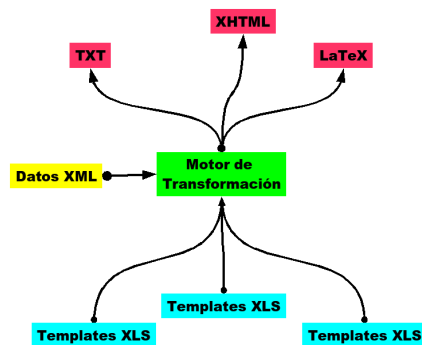 XHTML
TXT
LaTeX
Motor de
Transformación
Datos XML
Templates XLS
Templates XLS
Templates XLS